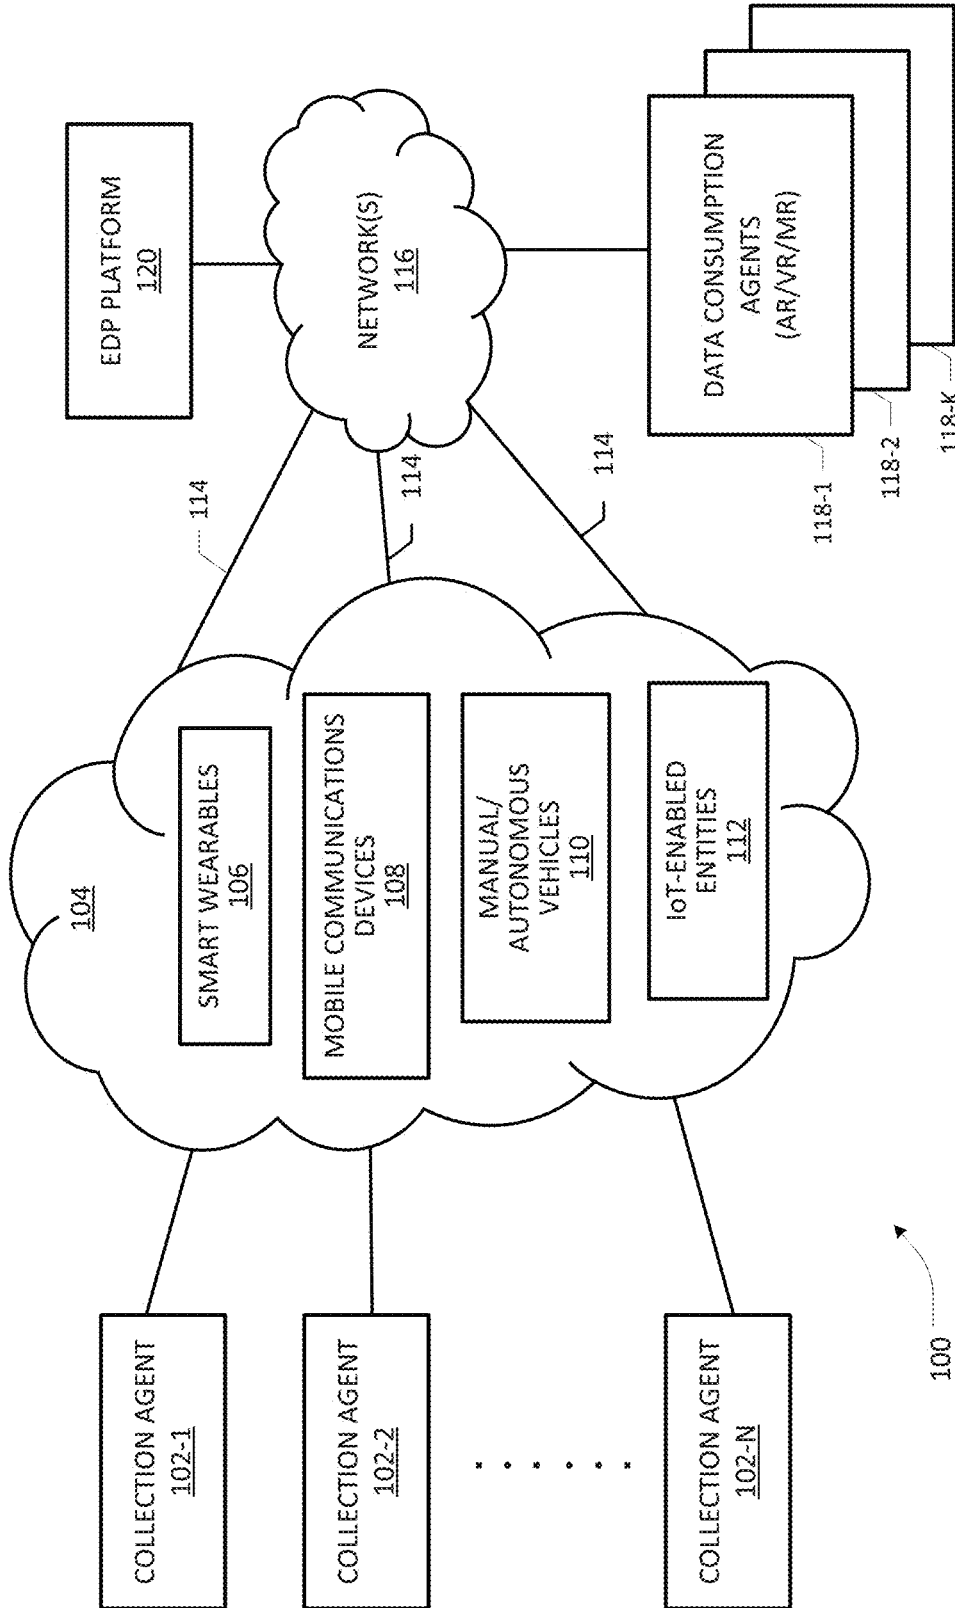 COLLECTION AGENT
102-1
COLLECTION AGENT
102-2
COLLECTION AGENT
102-N
100
104
SMART WEARABLES
106
MOBILE COMMUNICATIONS
DEVICES
108
MANUAL/
AUTONOMOUS
VEHICLES
110
IoT-ENABLED
ENTITIES
112
114
114
114
EDP PLATFORM
120
NETWORK(S)
116
DATA CONSUMPTION
AGENTS
(AR/VR/MR)
118-1
118-2
118-K